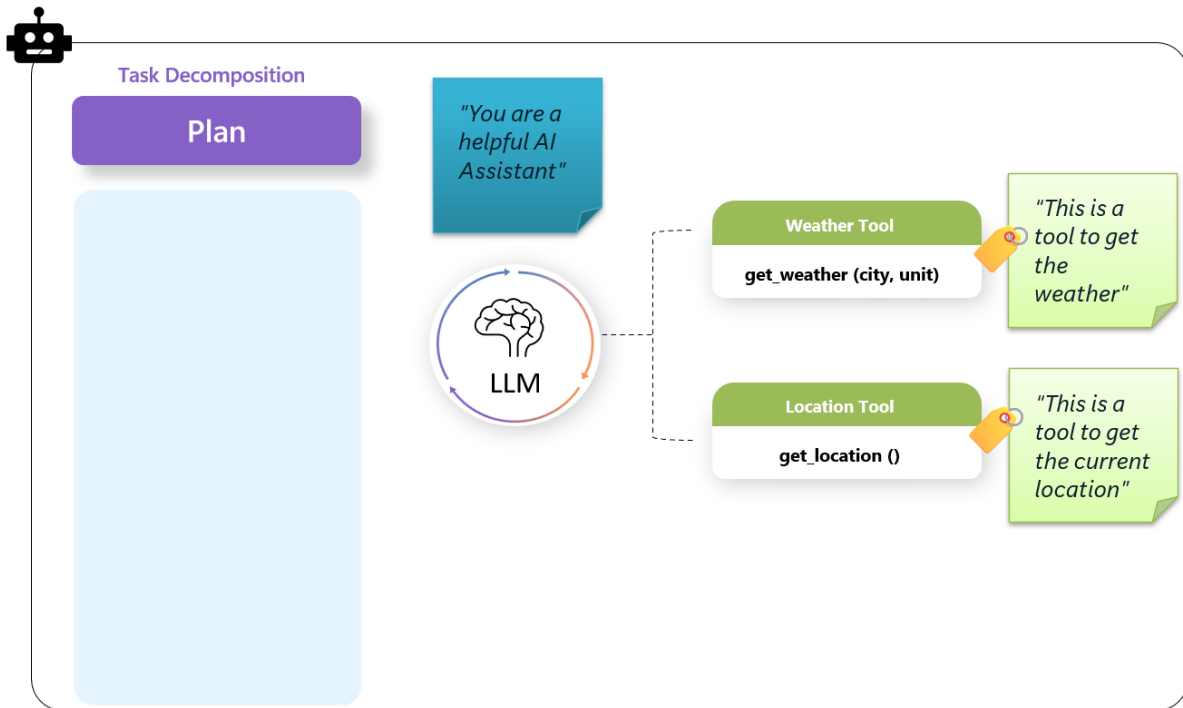 Task Decomposition
Plan
"You are a
helpful AI
Assistant"
LLM
Weather Tool
get_weather (city, unit)
"This is a
tool to get
the
weather"
Location Tool
get_location ()
"This is a
tool to get
the current
location"